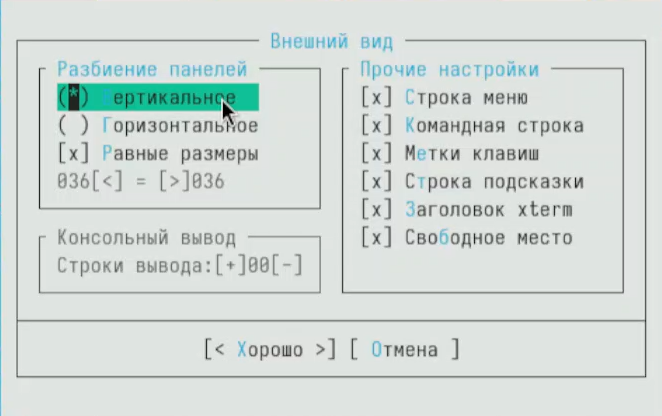 Внешний вид
Разбиение панелей
(*) Вертикальное
( ) Горизонтальное
[x] Равные размеры
036[<] = [>]036
Консольный вывод
Строки вывода:[+]00[-]
Прочие настройки
[x] Строка меню
[x] Командная строка
[x] Метки клавиш
[x] Строка подсказки
[x] Заголовок xterm
[x] Свободное место
[< Хорошо >] [ Отмена ]